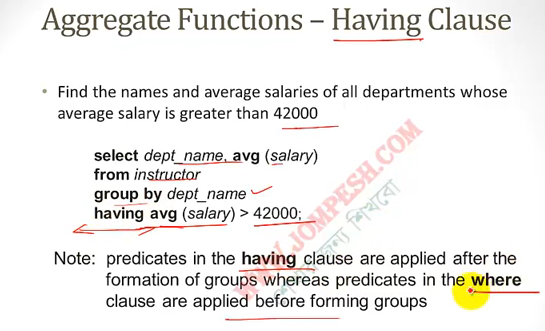 Aggregate Functions – Having Clause
• Find the names and average salaries of all departments whose
average salary is greater than 42000
select dept_name, avg (salary)
from instructor
group by dept_name
having avg (salary) > 42000;
Note: predicates in the having clause are applied after the
formation of groups whereas predicates in the where
clause are applied before forming groups
WWW.JOMPESH.COM